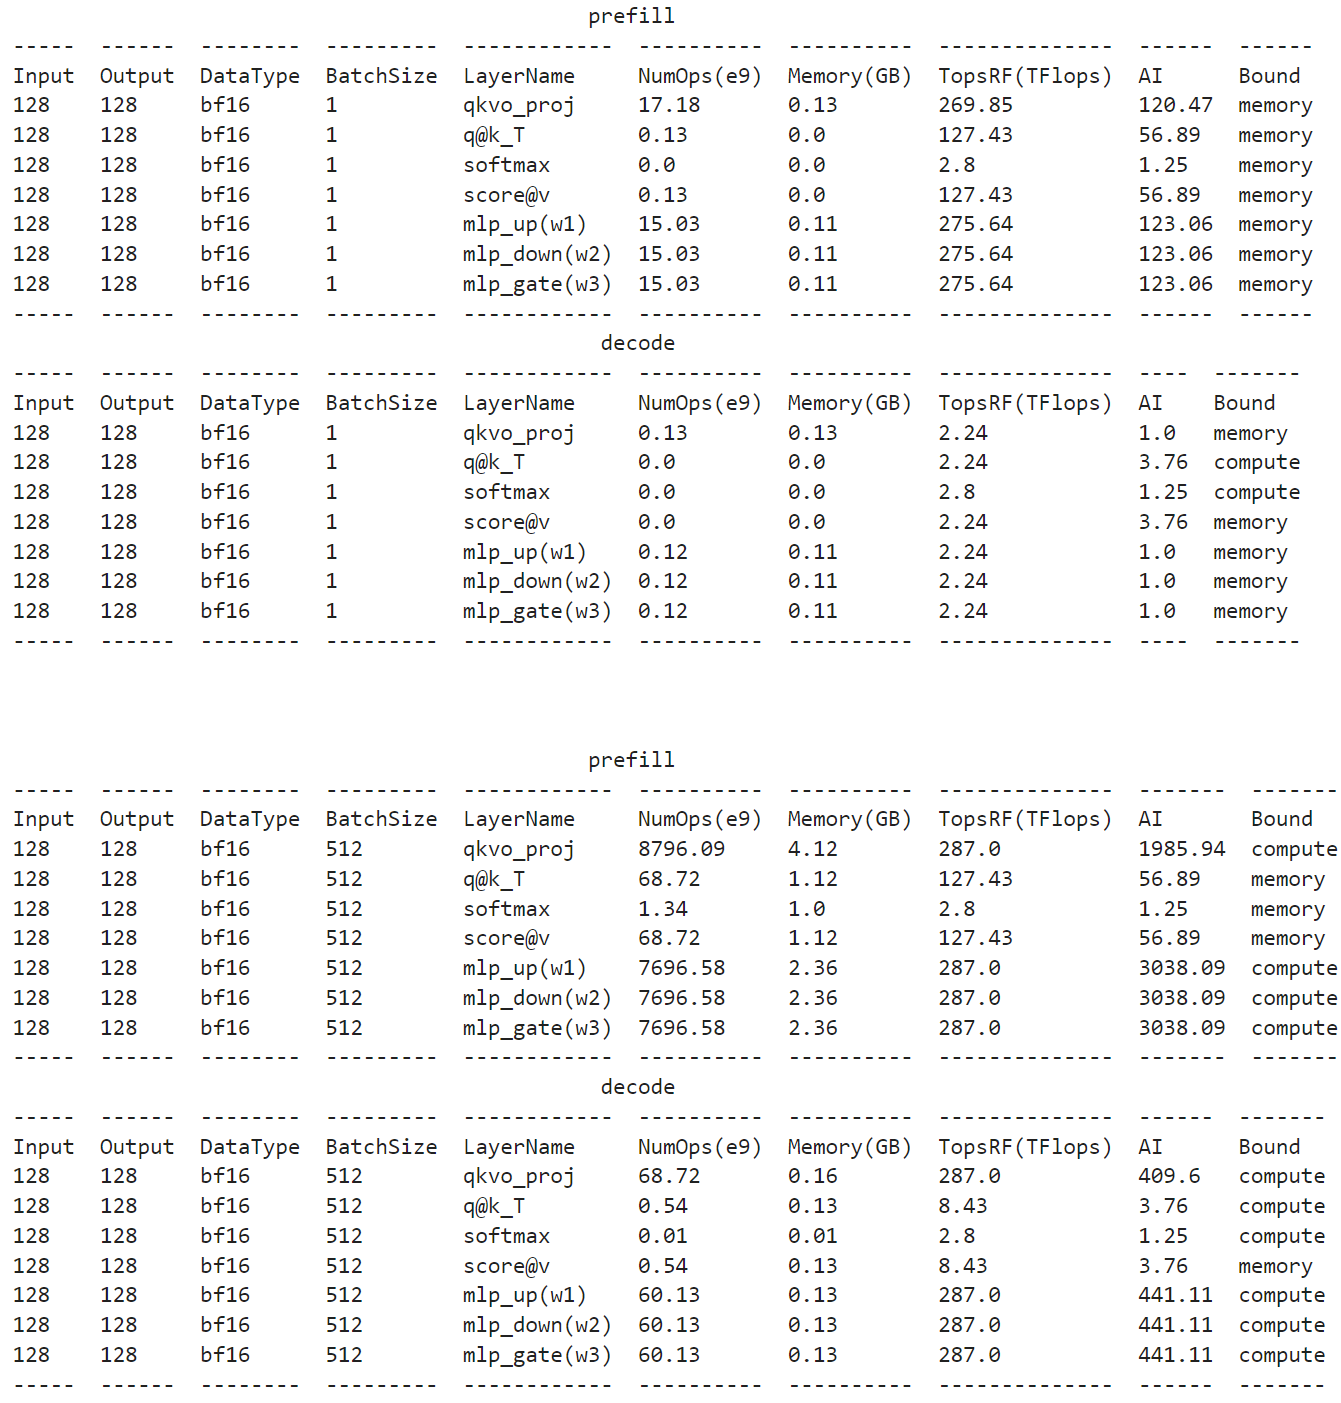 prefill
-----  ------  --------  ---------  ------------  ----------  ----------  --------------  ------  ------
Input  Output  DataType  BatchSize  LayerName     NumOps(e9)  Memory(GB)  TopsRF(TFlops)  AI      Bound
128    128     bf16      1          qkvo_proj     17.18       0.13        269.85          120.47  memory
128    128     bf16      1          q@k_T         0.13        0.0         127.43          56.89   memory
128    128     bf16      1          softmax       0.0         0.0         2.8             1.25    memory
128    128     bf16      1          score@v       0.13        0.0         127.43          56.89   memory
128    128     bf16      1          mlp_up(w1)    15.03       0.11        275.64          123.06  memory
128    128     bf16      1          mlp_down(w2)  15.03       0.11        275.64          123.06  memory
128    128     bf16      1          mlp_gate(w3)  15.03       0.11        275.64          123.06  memory
-----  ------  --------  ---------  ------------  ----------  ----------  --------------  ------  ------
decode
-----  ------  --------  ---------  ------------  ----------  ----------  --------------  ----  -------
Input  Output  DataType  BatchSize  LayerName     NumOps(e9)  Memory(GB)  TopsRF(TFlops)  AI    Bound
128    128     bf16      1          qkvo_proj     0.13        0.13        2.24            1.0   memory
128    128     bf16      1          q@k_T         0.0         0.0         2.24            3.76  compute
128    128     bf16      1          softmax       0.0         0.0         2.8             1.25  compute
128    128     bf16      1          score@v       0.0         0.0         2.24            3.76  memory
128    128     bf16      1          mlp_up(w1)    0.12        0.11        2.24            1.0   memory
128    128     bf16      1          mlp_down(w2)  0.12        0.11        2.24            1.0   memory
128    128     bf16      1          mlp_gate(w3)  0.12        0.11        2.24            1.0   memory
-----  ------  --------  ---------  ------------  ----------  ----------  --------------  ----  -------
prefill
-----  ------  --------  ---------  ------------  ----------  ----------  --------------  -------  -------
Input  Output  DataType  BatchSize  LayerName     NumOps(e9)  Memory(GB)  TopsRF(TFlops)  AI       Bound
128    128     bf16      512        qkvo_proj     8796.09     4.12        287.0           1985.94  compute
128    128     bf16      512        q@k_T         68.72       1.12        127.43          56.89    memory
128    128     bf16      512        softmax       1.34        1.0         2.8             1.25     memory
128    128     bf16      512        score@v       68.72       1.12        127.43          56.89    memory
128    128     bf16      512        mlp_up(w1)    7696.58     2.36        287.0           3038.09  compute
128    128     bf16      512        mlp_down(w2)  7696.58     2.36        287.0           3038.09  compute
128    128     bf16      512        mlp_gate(w3)  7696.58     2.36        287.0           3038.09  compute
-----  ------  --------  ---------  ------------  ----------  ----------  --------------  -------  -------
decode
-----  ------  --------  ---------  ------------  ----------  ----------  --------------  ------  -------
Input  Output  DataType  BatchSize  LayerName     NumOps(e9)  Memory(GB)  TopsRF(TFlops)  AI      Bound
128    128     bf16      512        qkvo_proj     68.72       0.16        287.0           409.6   compute
128    128     bf16      512        q@k_T         0.54        0.13        8.43            3.76    compute
128    128     bf16      512        softmax       0.01        0.01        2.8             1.25    compute
128    128     bf16      512        score@v       0.54        0.13        8.43            3.76    memory
128    128     bf16      512        mlp_up(w1)    60.13       0.13        287.0           441.11  compute
128    128     bf16      512        mlp_down(w2)  60.13       0.13        287.0           441.11  compute
128    128     bf16      512        mlp_gate(w3)  60.13       0.13        287.0           441.11  compute
-----  ------  --------  ---------  ------------  ----------  ----------  --------------  ------  -------